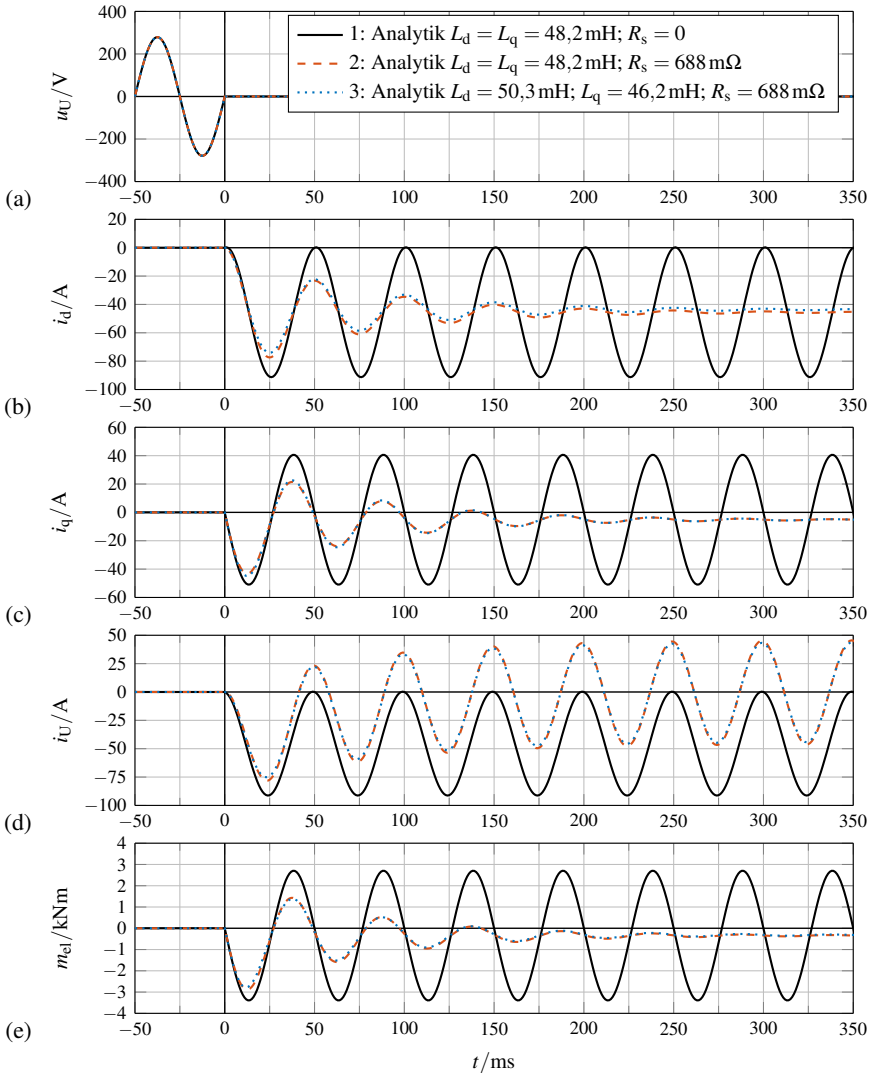 1: Analytik L_d = L_q = 48,2 mH; R_s = 0
2: Analytik L_d = L_q = 48,2 mH; R_s = 688 mΩ
3: Analytik L_d = 50,3 mH; L_q = 46,2 mH; R_s = 688 mΩ
400
200
0
−200
−400
u_U/V
(a)
−50 0 50 100 150 200 250 300 350
20
0
−20
−40
−60
−80
−100
i_d/A
(b)
−50 0 50 100 150 200 250 300 350
60
40
20
0
−20
−40
−60
i_q/A
(c)
−50 0 50 100 150 200 250 300 350
50
25
0
−25
−50
−75
−100
i_U/A
(d)
−50 0 50 100 150 200 250 300 350
4
3
2
1
0
−1
−2
−3
−4
m_el/kNm
(e)
−50 0 50 100 150 200 250 300 350
t/ms